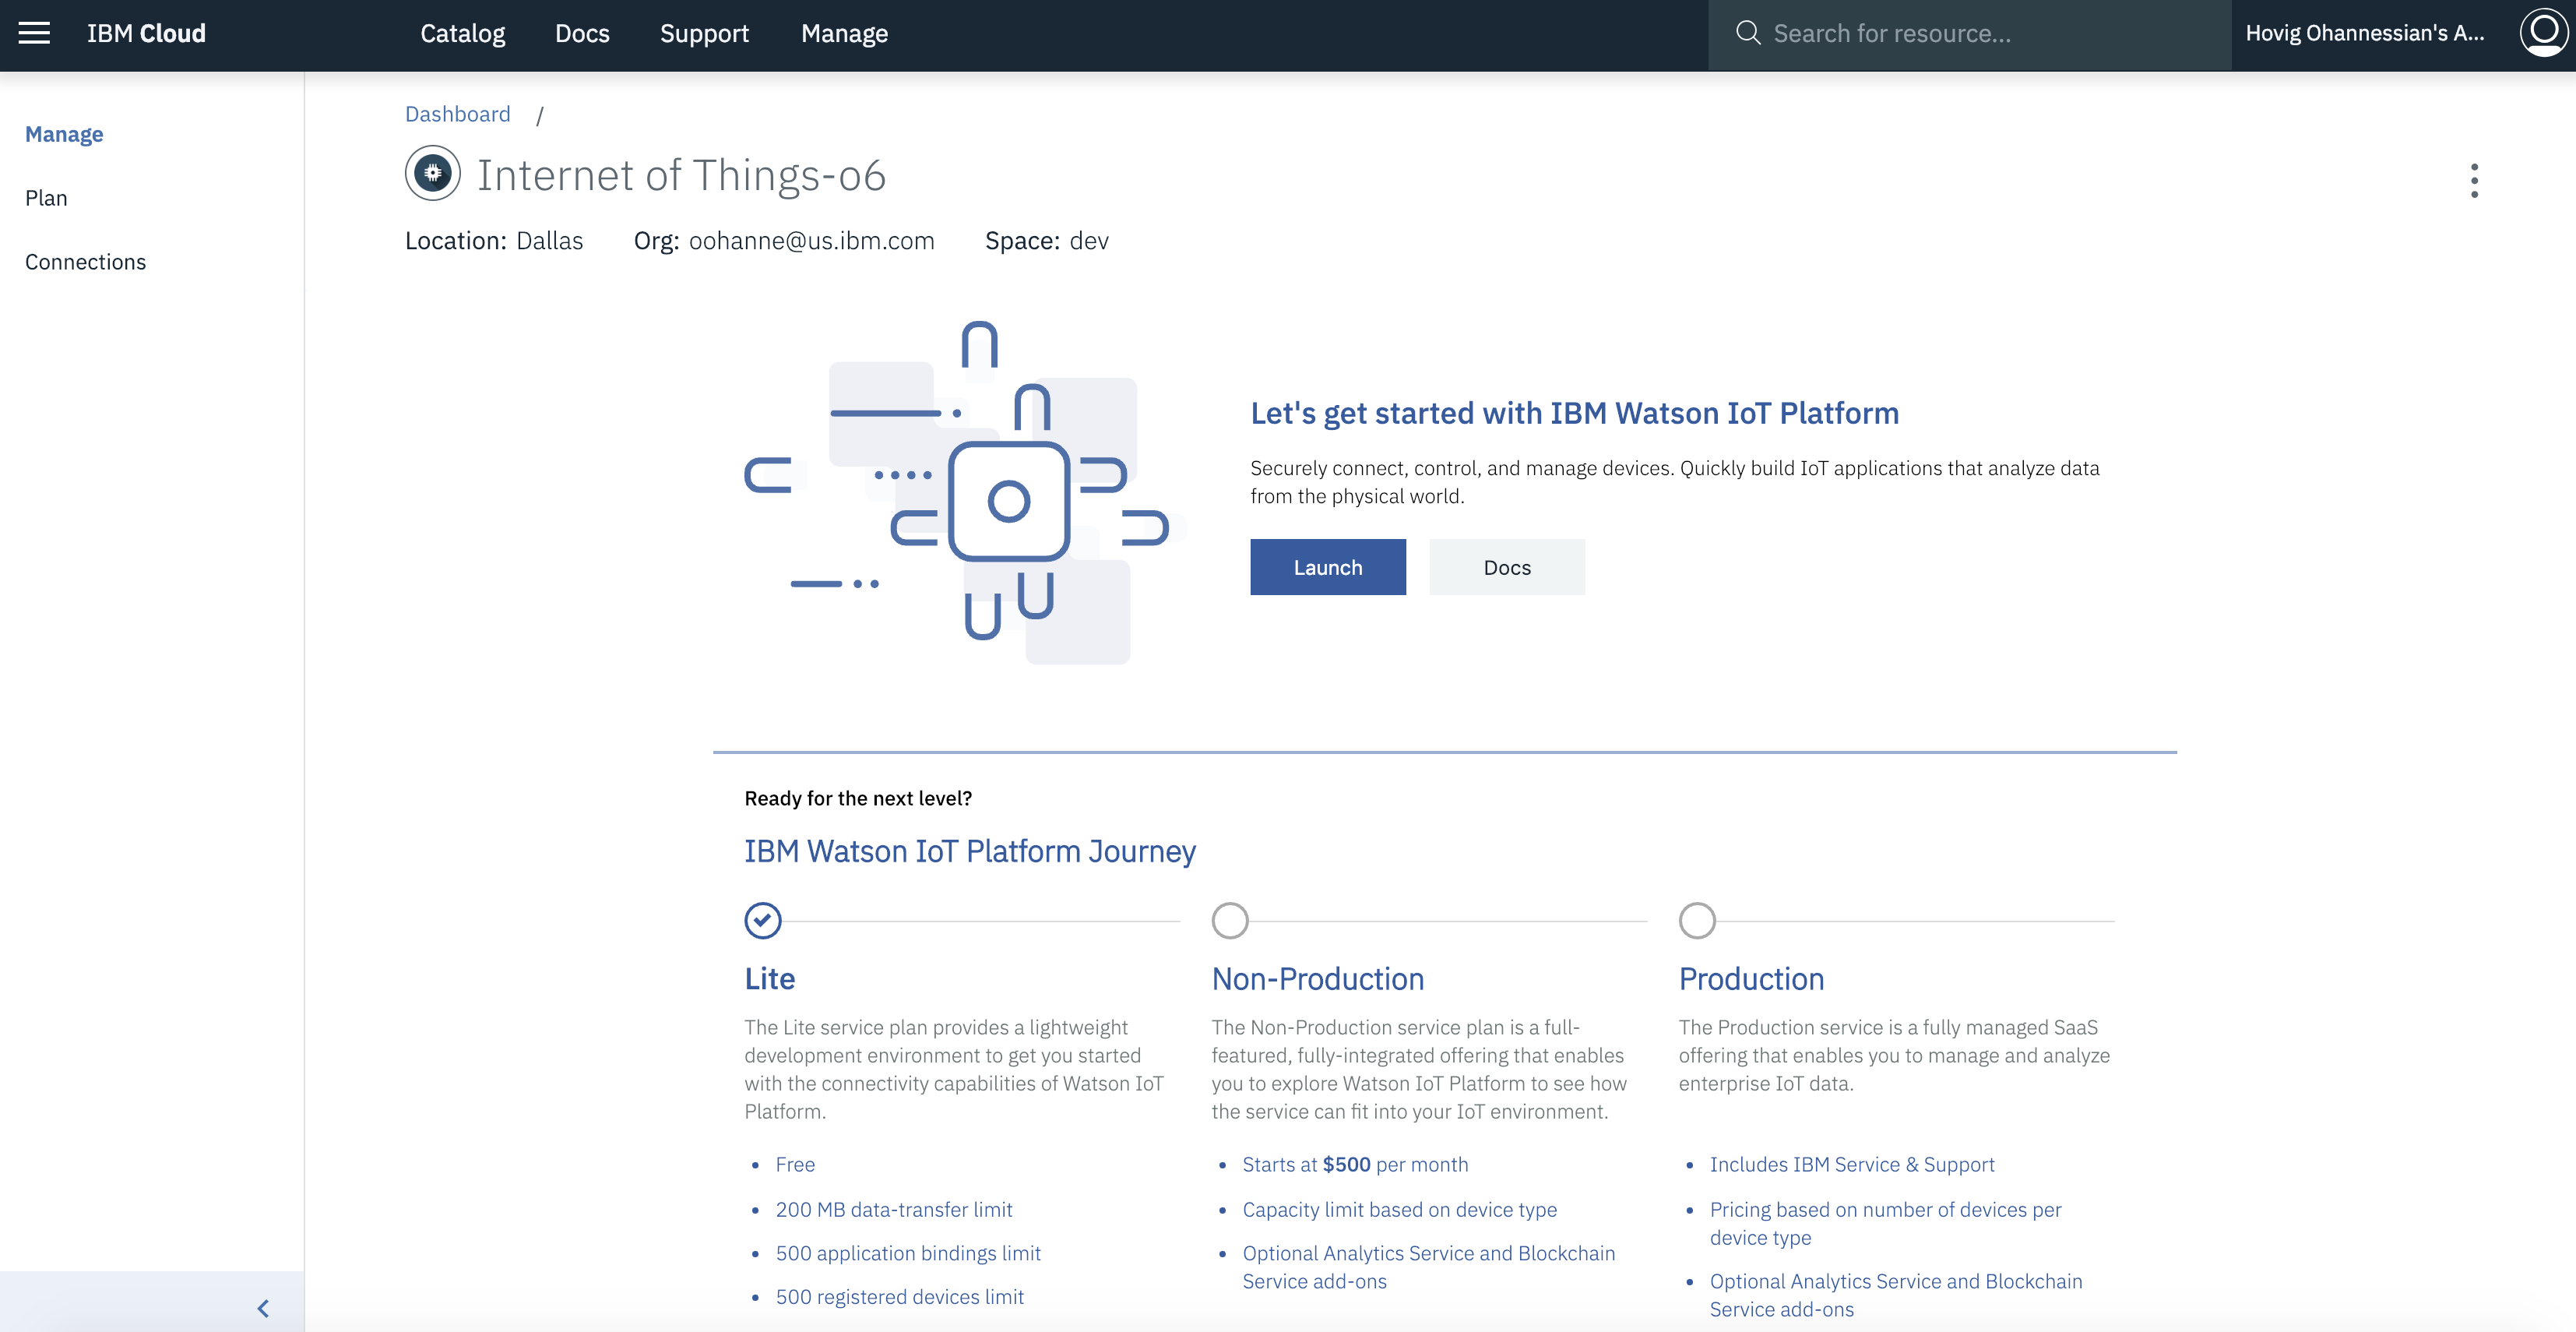 IBM Cloud Catalog Docs Support Manage Search for resource... Hovig Ohannessian's A...
Manage
Plan
Connections
Dashboard /
Internet of Things-o6
Location: Dallas Org: oohanne@us.ibm.com Space: dev
Let's get started with IBM Watson IoT Platform
Securely connect, control, and manage devices. Quickly build IoT applications that analyze data
from the physical world.
Launch Docs
Ready for the next level?
IBM Watson IoT Platform Journey
Lite
The Lite service plan provides a lightweight
development environment to get you started
with the connectivity capabilities of Watson IoT
Platform.
• Free
• 200 MB data-transfer limit
• 500 application bindings limit
• 500 registered devices limit
Non-Production
The Non-Production service plan is a full-
featured, fully-integrated offering that enables
you to explore Watson IoT Platform to see how
the service can fit into your IoT environment.
• Starts at $500 per month
• Capacity limit based on device type
• Optional Analytics Service and Blockchain
Service add-ons
Production
The Production service is a fully managed SaaS
offering that enables you to manage and analyze
enterprise IoT data.
• Includes IBM Service & Support
• Pricing based on number of devices per
device type
• Optional Analytics Service and Blockchain
Service add-ons